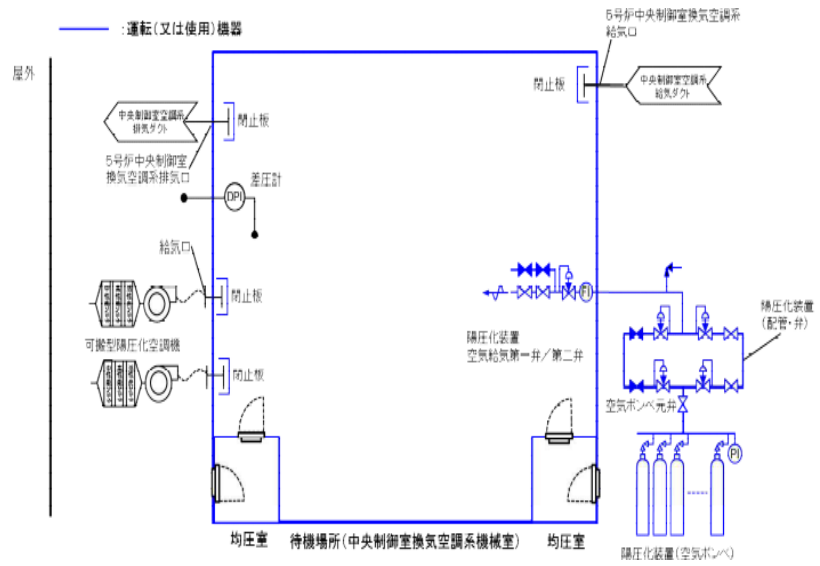 :運転(又は使用)機器
5号炉中央制御室換気空調系
給気口
屋外
中央制御室空調系
給気ダクト
閉止板
中央制御室空調系
排気ダクト
閉止板
5号炉中央制御室
換気空調系排気口
差圧計
DPI
給気口
閉止板
FI
陽圧化装置
(配管・弁)
陽圧化装置
空気給気第一弁/第二弁
可搬型陽圧化空調機
閉止板
空気ボンベ元弁
PI
均圧室
待機場所(中央制御室換気空調系機械室)
均圧室
陽圧化装置(空気ボンベ)